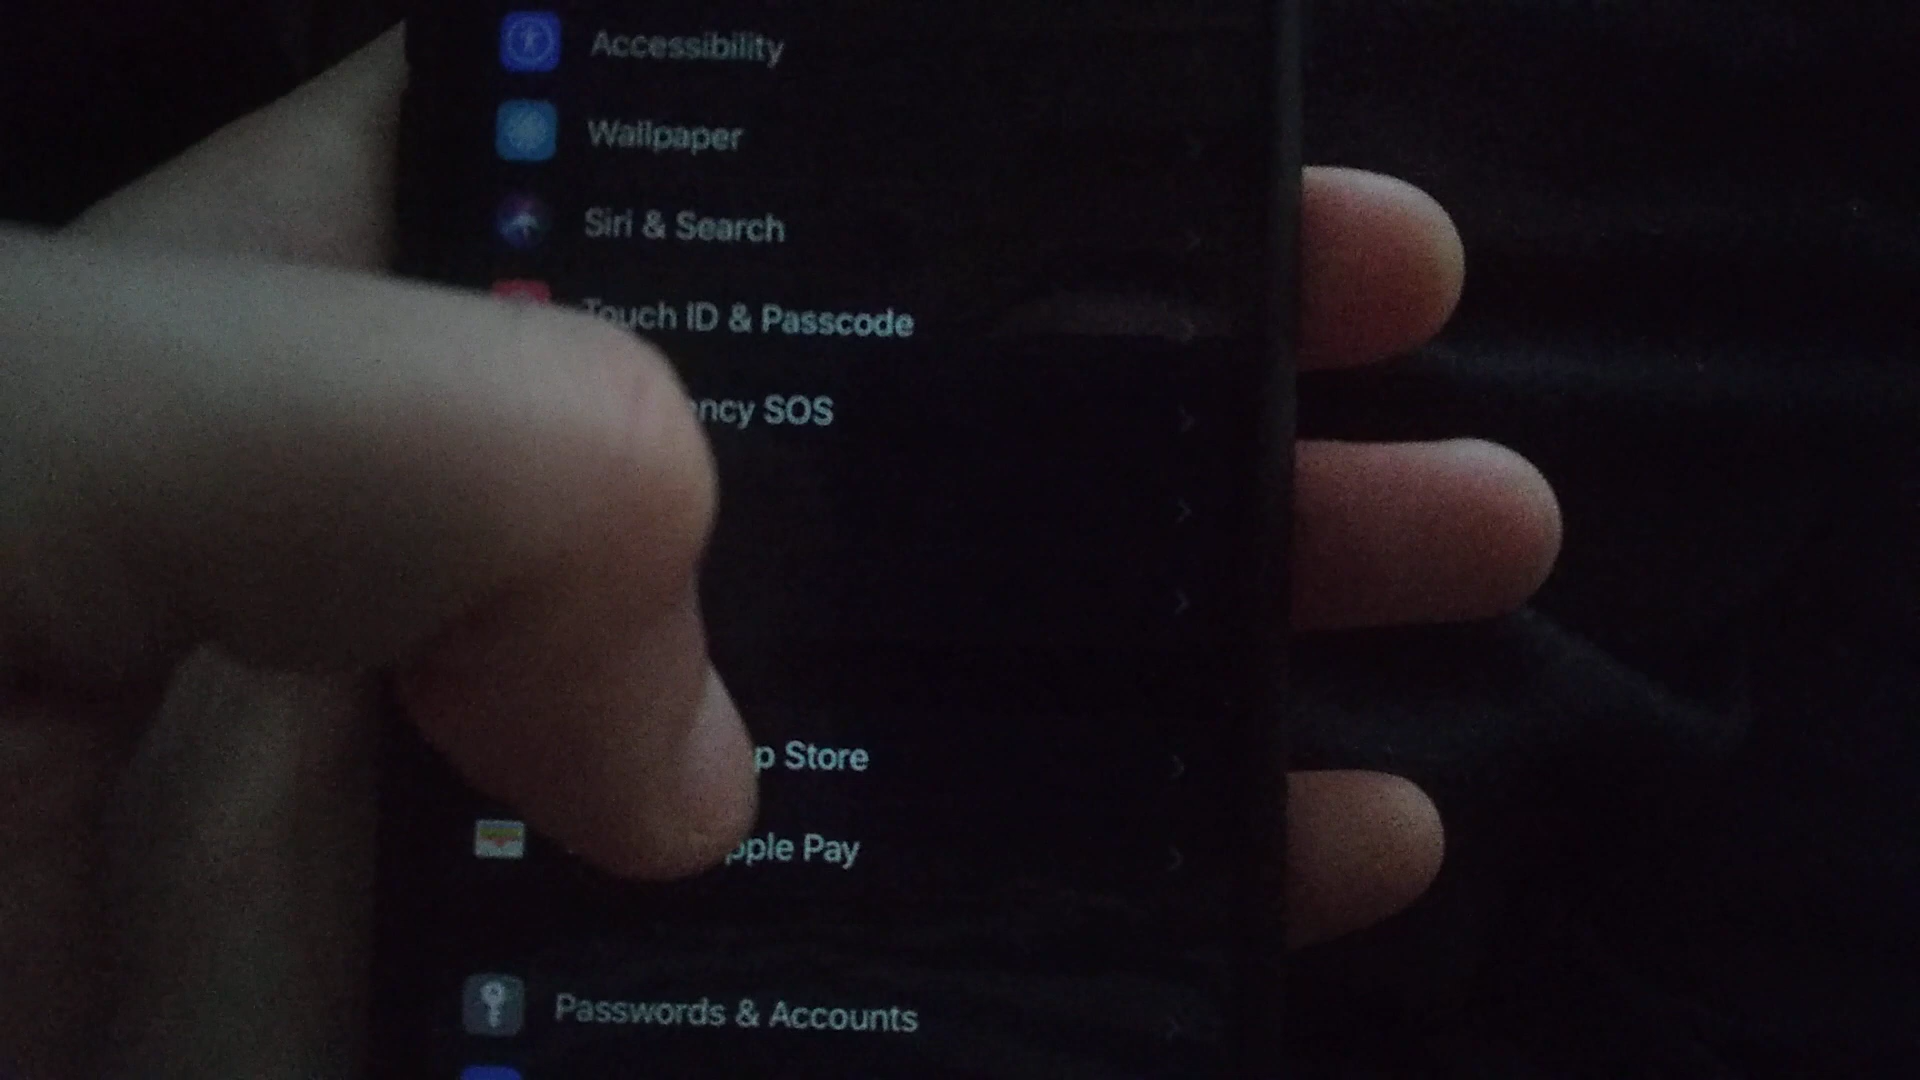 Accessibility
Wallpaper
Siri & Search
Touch ID & Passcode
ncy SOS
p Store
pple Pay
Passwords & Accounts